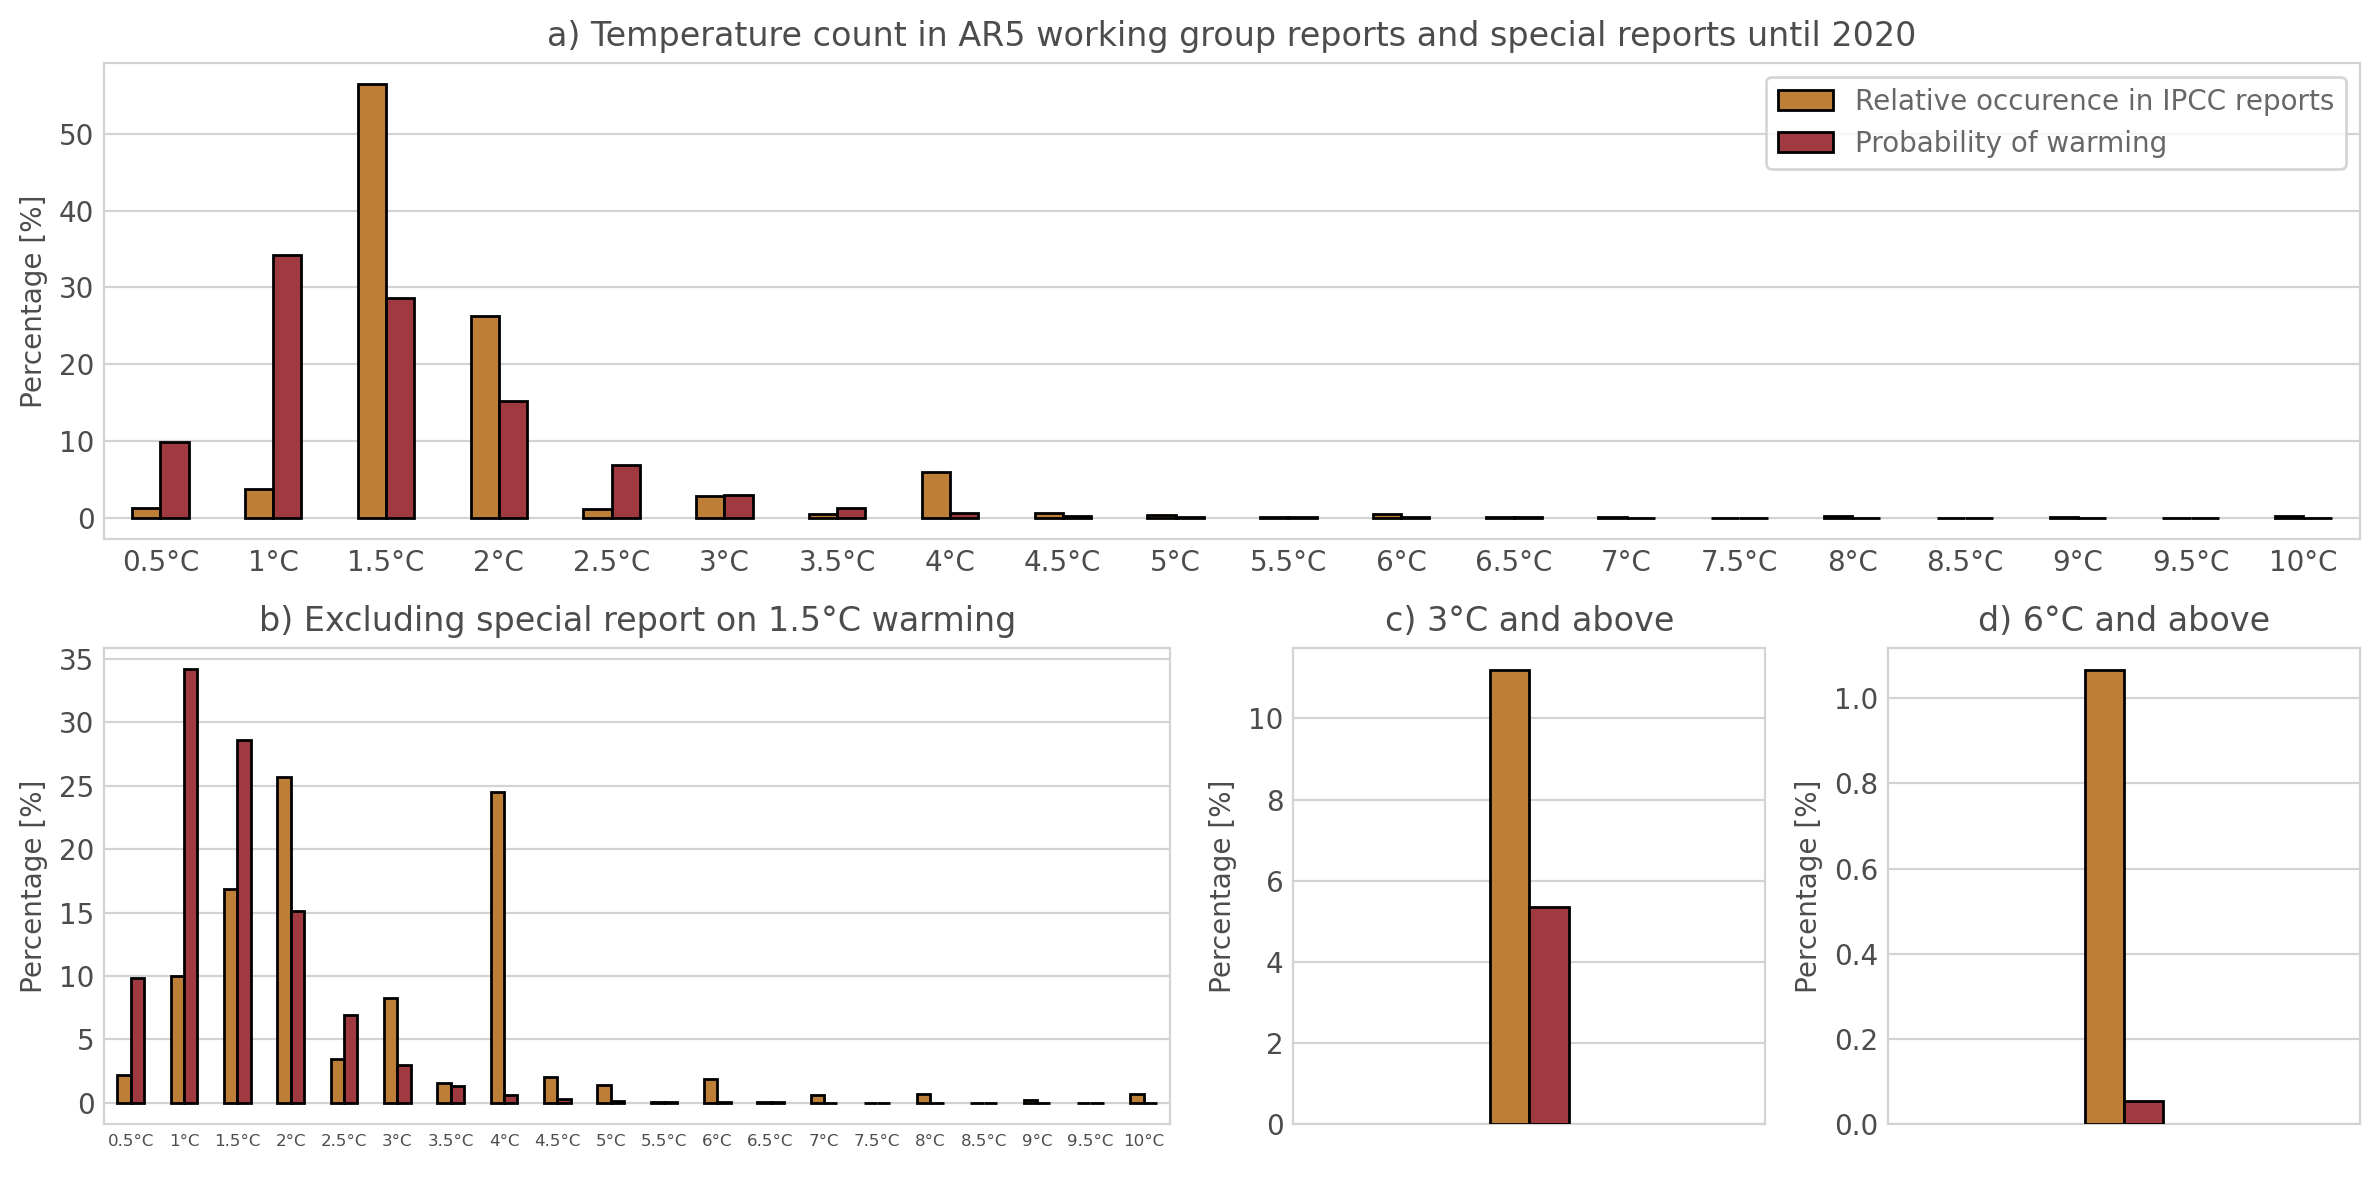 a) Temperature count in AR5 working group reports and special reports until 2020
Percentage [%]
50
40
30
20
10
0
Relative occurence in IPCC reports
Probability of warming
0.5°C 1°C 1.5°C 2°C 2.5°C 3°C 3.5°C 4°C 4.5°C 5°C 5.5°C 6°C 6.5°C 7°C 7.5°C 8°C 8.5°C 9°C 9.5°C 10°C
b) Excluding special report on 1.5°C warming
Percentage [%]
35
30
25
20
15
10
5
0
0.5°C 1°C 1.5°C 2°C 2.5°C 3°C 3.5°C 4°C 4.5°C 5°C 5.5°C 6°C 6.5°C 7°C 7.5°C 8°C 8.5°C 9°C 9.5°C 10°C
c) 3°C and above
Percentage [%]
10
8
6
4
2
0
d) 6°C and above
Percentage [%]
1.0
0.8
0.6
0.4
0.2
0.0